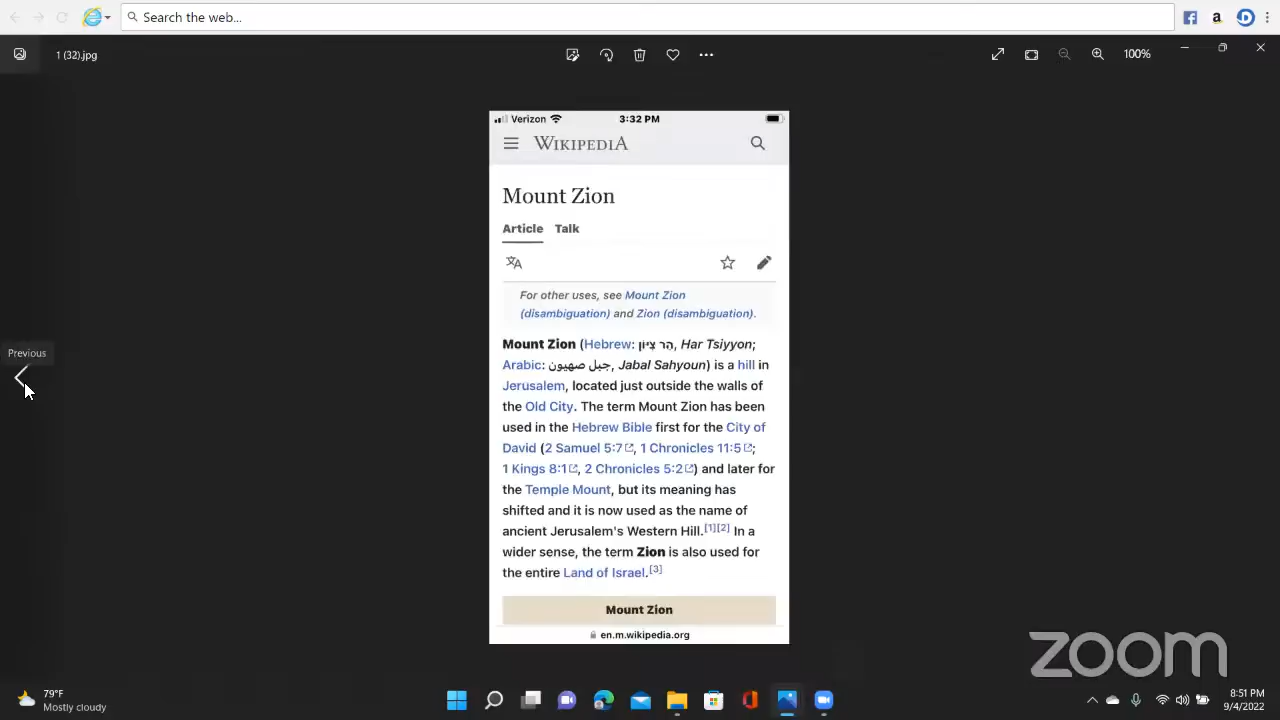 Search the web...
1 (32).jpg
100%
Verizon 3:32 PM
WIKIPEDIA
Mount Zion
Article Talk
For other uses, see Mount Zion
(disambiguation) and Zion (disambiguation).
Mount Zion (Hebrew: הַר צִיּוֹן, Har Tsiyyon;
Arabic: جبل صهيون, Jabal Sahyoun) is a hill in
Jerusalem, located just outside the walls of
the Old City. The term Mount Zion has been
used in the Hebrew Bible first for the City of
David (2 Samuel 5:7, 1 Chronicles 11:5;
1 Kings 8:1, 2 Chronicles 5:2) and later for
the Temple Mount, but its meaning has
shifted and it is now used as the name of
ancient Jerusalem's Western Hill.[1][2] In a
wider sense, the term Zion is also used for
the entire Land of Israel.[3]
Mount Zion
en.m.wikipedia.org
Previous
zoom
79°F
Mostly cloudy
8:51 PM
9/4/2022